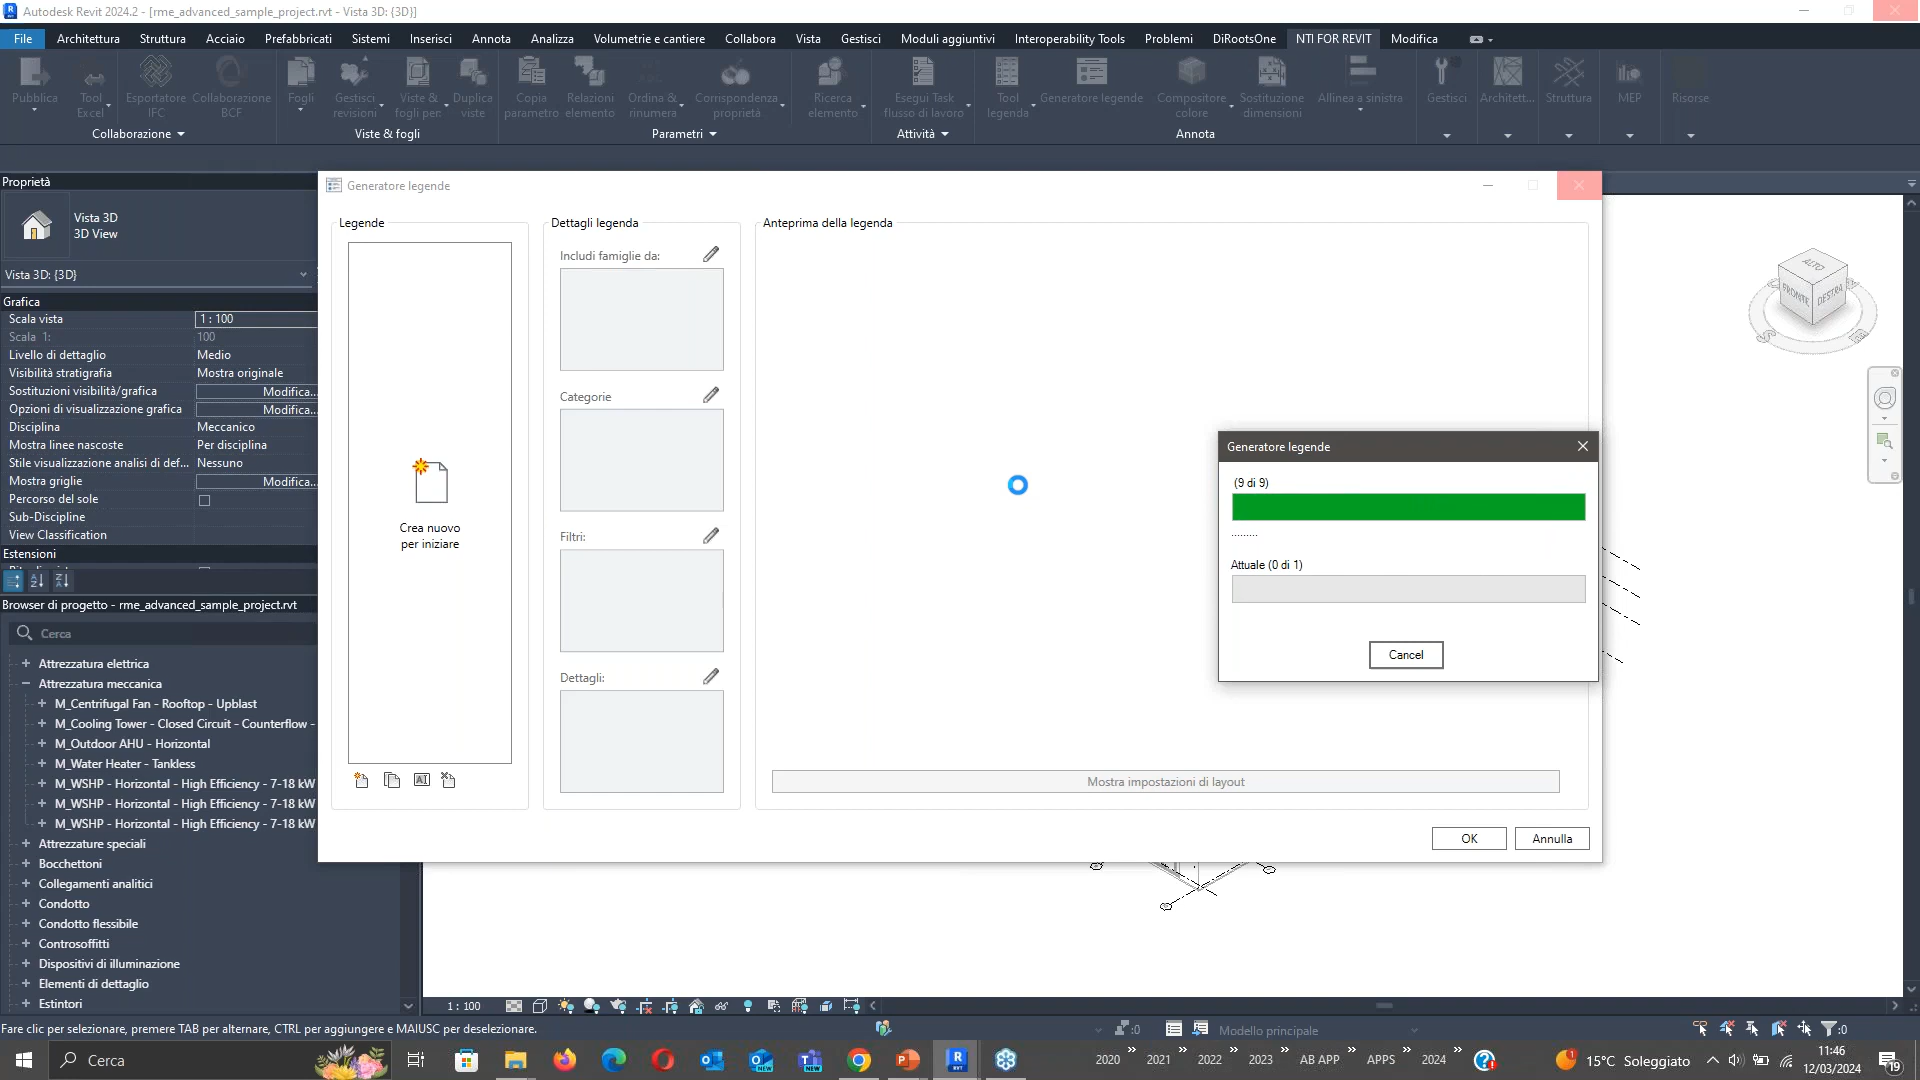 Autodesk Revit 2024.2 - [rme_advanced_sample_project.rvt - Vista 3D: {3D}]
File Architettura Struttura Acciaio Prefabbricati Sistemi Inserisci Annota Analizza Volumetrie e cantiere Collabora Vista Gestisci Moduli aggiuntivi Interoperability Tools Problemi DiRootsOne NTI FOR REVIT Modifica
Pubblica Tool Excel Esportatore IFC Collaborazione BCF Fogli Gestisci revisioni Viste & fogli per: Duplica viste Copia parametro Relazioni elemento Ordina & rinumera Corrispondenza proprietà Ricerca elemento Esegui Task flusso di lavoro Tool legenda Generatore legende Compositore colore Sostituzione dimensioni Allinea a sinistra Gestisci Architett... Struttura MEP Risorse
Collaborazione Viste & fogli Parametri Attività Annota
Proprietà
Vista 3D
3D View
Vista 3D: {3D}
Grafica
Scala vista 1 : 100
Scala 1: 100
Livello di dettaglio Medio
Visibilità stratigrafia Mostra originale
Sostituzioni visibilità/grafica Modifica...
Opzioni di visualizzazione grafica Modifica...
Disciplina Meccanico
Mostra linee nascoste Per disciplina
Stile visualizzazione analisi di def... Nessuno
Mostra griglie Modifica...
Percorso del sole
Sub-Discipline
View Classification
Estensioni
Browser di progetto - rme_advanced_sample_project.rvt
Cerca
Attrezzatura elettrica
Attrezzatura meccanica
M_Centrifugal Fan - Rooftop - Upblast
M_Cooling Tower - Closed Circuit - Counterflow -
M_Outdoor AHU - Horizontal
M_Water Heater - Tankless
M_WSHP - Horizontal - High Efficiency - 7-18 kW
M_WSHP - Horizontal - High Efficiency - 7-18 kW
M_WSHP - Horizontal - High Efficiency - 7-18 kW
Attrezzature speciali
Bocchettoni
Collegamenti analitici
Condotto
Condotto flessibile
Controsoffitti
Dispositivi di illuminazione
Elementi di dettaglio
Estintori
Generatore legende
Legende
Crea nuovo
per iniziare
Dettagli legenda
Includi famiglie da:
Categorie
Filtri:
Dettagli:
Anteprima della legenda
Mostra impostazioni di layout
OK Annulla
Generatore legende
(9 di 9)
.........
Attuale (0 di 1)
Cancel
ALTO
FRONTE DESTRA
1 : 100
Fare clic per selezionare, premere TAB per alternare, CTRL per aggiungere e MAIUSC per deselezionare.
:0 Modello principale :0
Cerca
2020 2021 2022 2023 AB APP APPS 2024
15°C Soleggiato
11:46
12/03/2024
19